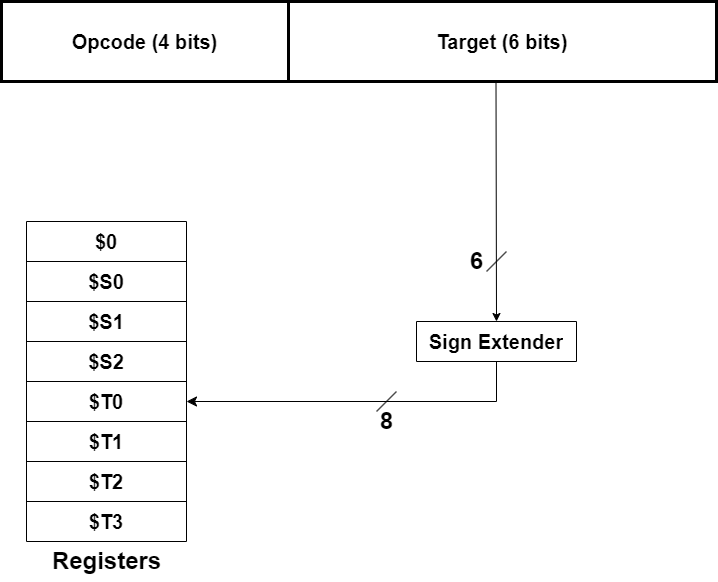 Opcode (4 bits)
Target (6 bits)
6
Sign Extender
8
$0
$S0
$S1
$S2
$T0
$T1
$T2
$T3
Registers